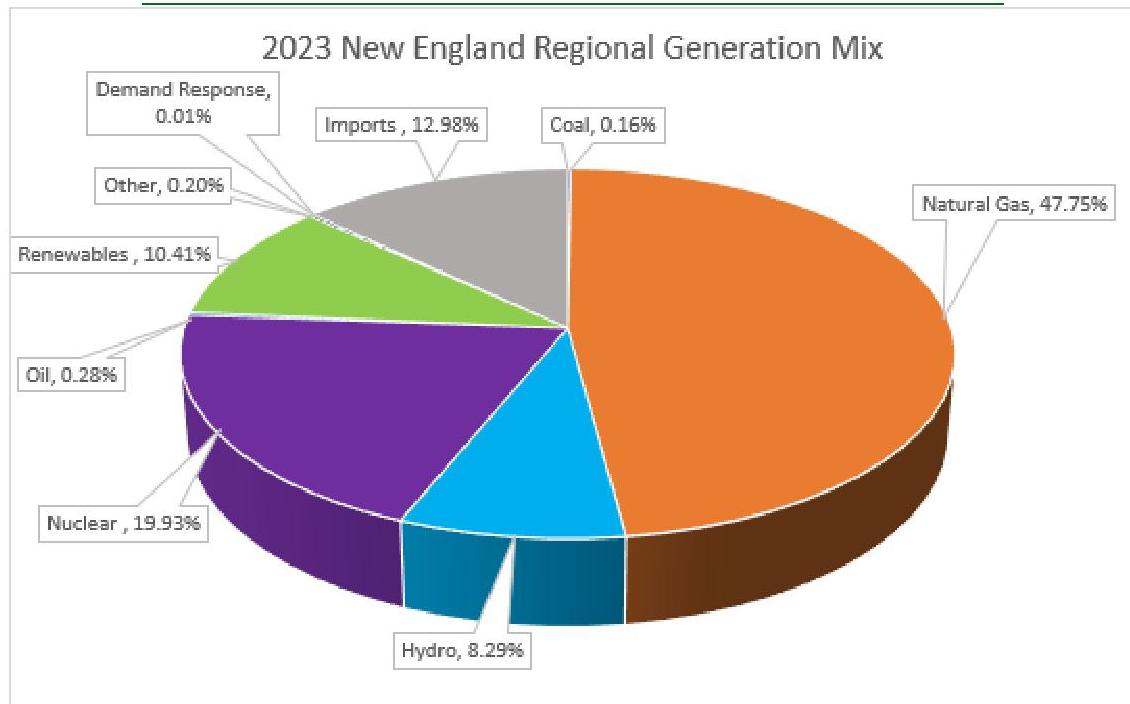 2023 New England Regional Generation Mix
Demand Response,
0.01%
Imports , 12.98%
Coal, 0.16%
Other, 0.20%
Natural Gas, 47.75%
Renewables , 10.41%
Oil, 0.28%
Nuclear , 19.93%
Hydro, 8.29%